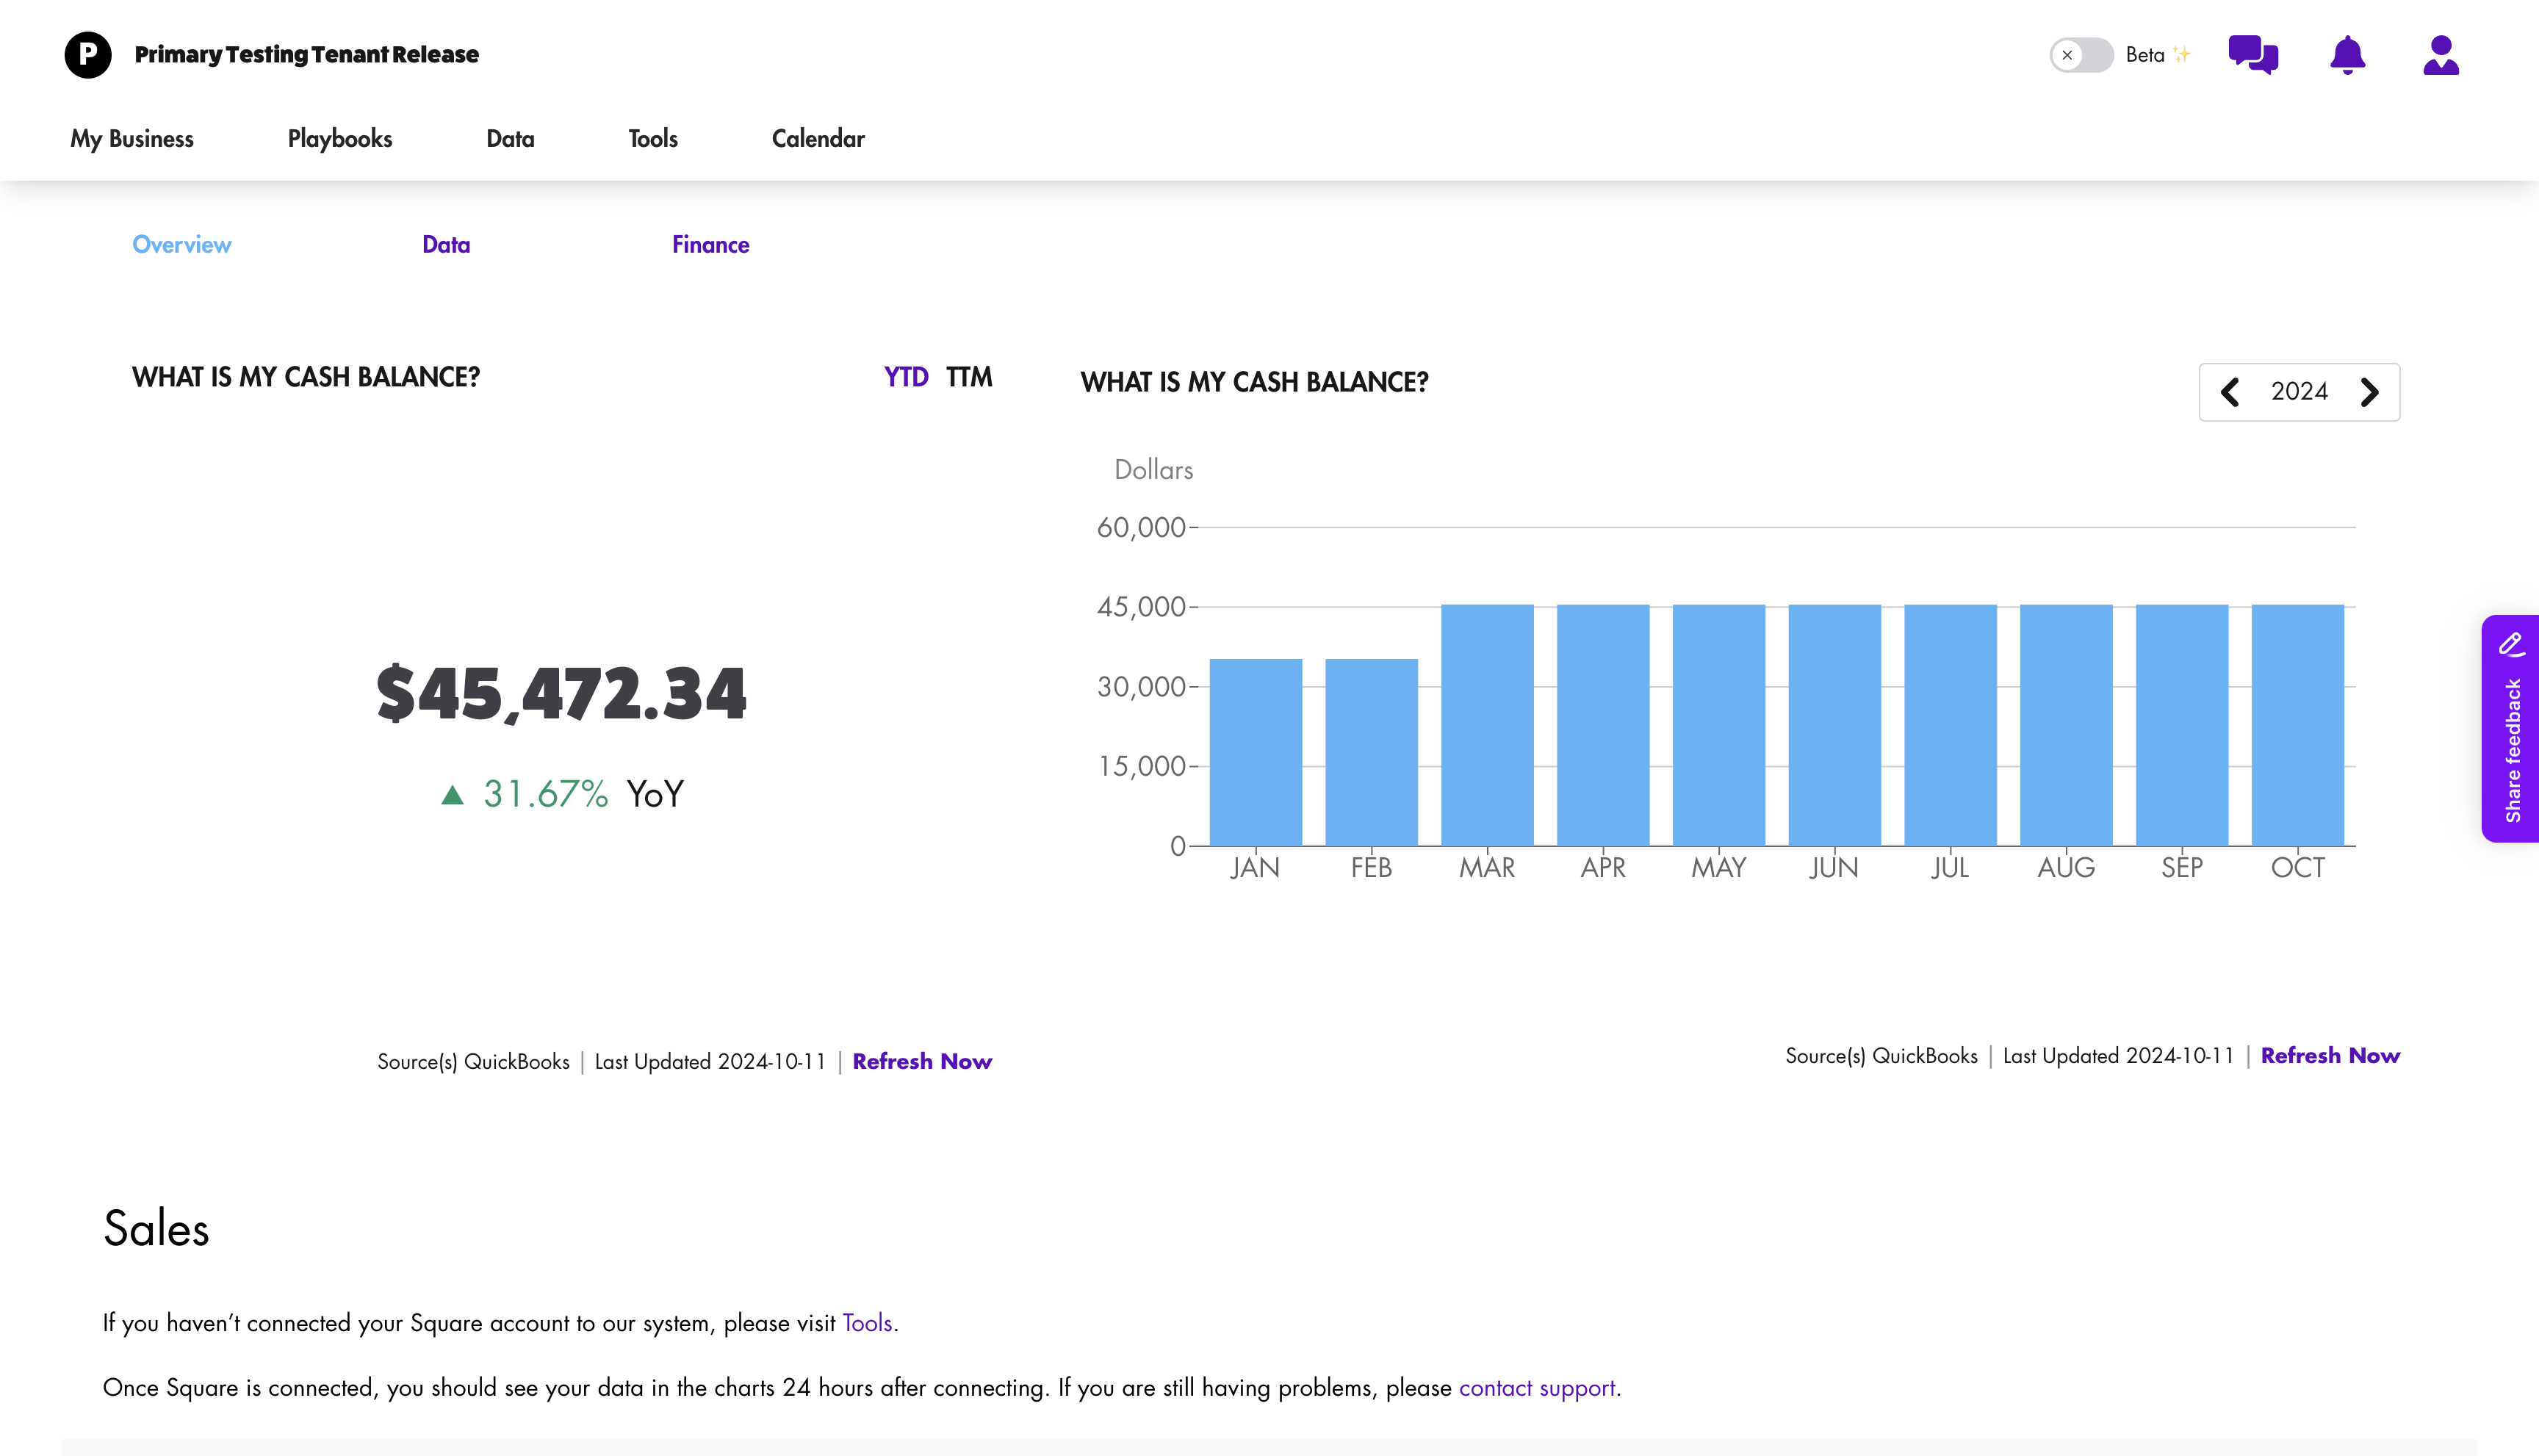 P Primary Testing Tenant Release
Beta
My Business Playbooks Data Tools Calendar
Overview Data Finance
WHAT IS MY CASH BALANCE? YTD TTM
$45,472.34
31.67% YoY
Source(s) QuickBooks | Last Updated 2024-10-11 | Refresh Now
WHAT IS MY CASH BALANCE? 2024
Dollars
60,000
45,000
30,000
15,000
0
JAN FEB MAR APR MAY JUN JUL AUG SEP OCT
Source(s) QuickBooks | Last Updated 2024-10-11 | Refresh Now
Share feedback
Sales
If you haven’t connected your Square account to our system, please visit Tools.
Once Square is connected, you should see your data in the charts 24 hours after connecting. If you are still having problems, please contact support.